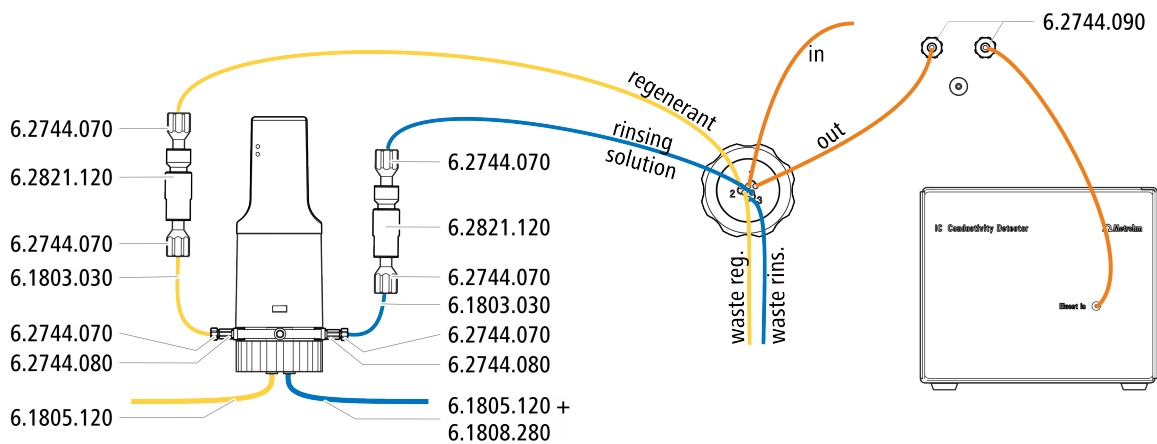 6.2744.070
6.2821.120
6.2744.070
6.1803.030
6.2744.070
6.2744.080
6.1805.120
6.2744.070
6.2821.120
6.2744.070
6.1803.030
6.2744.070
6.2744.080
6.1805.120 +
6.1808.280
regenerant
rinsing
solution
in
out
1
2
3
waste reg.
waste rins.
6.2744.090
IC Conductivity Detector
Metrohm
Eluent in